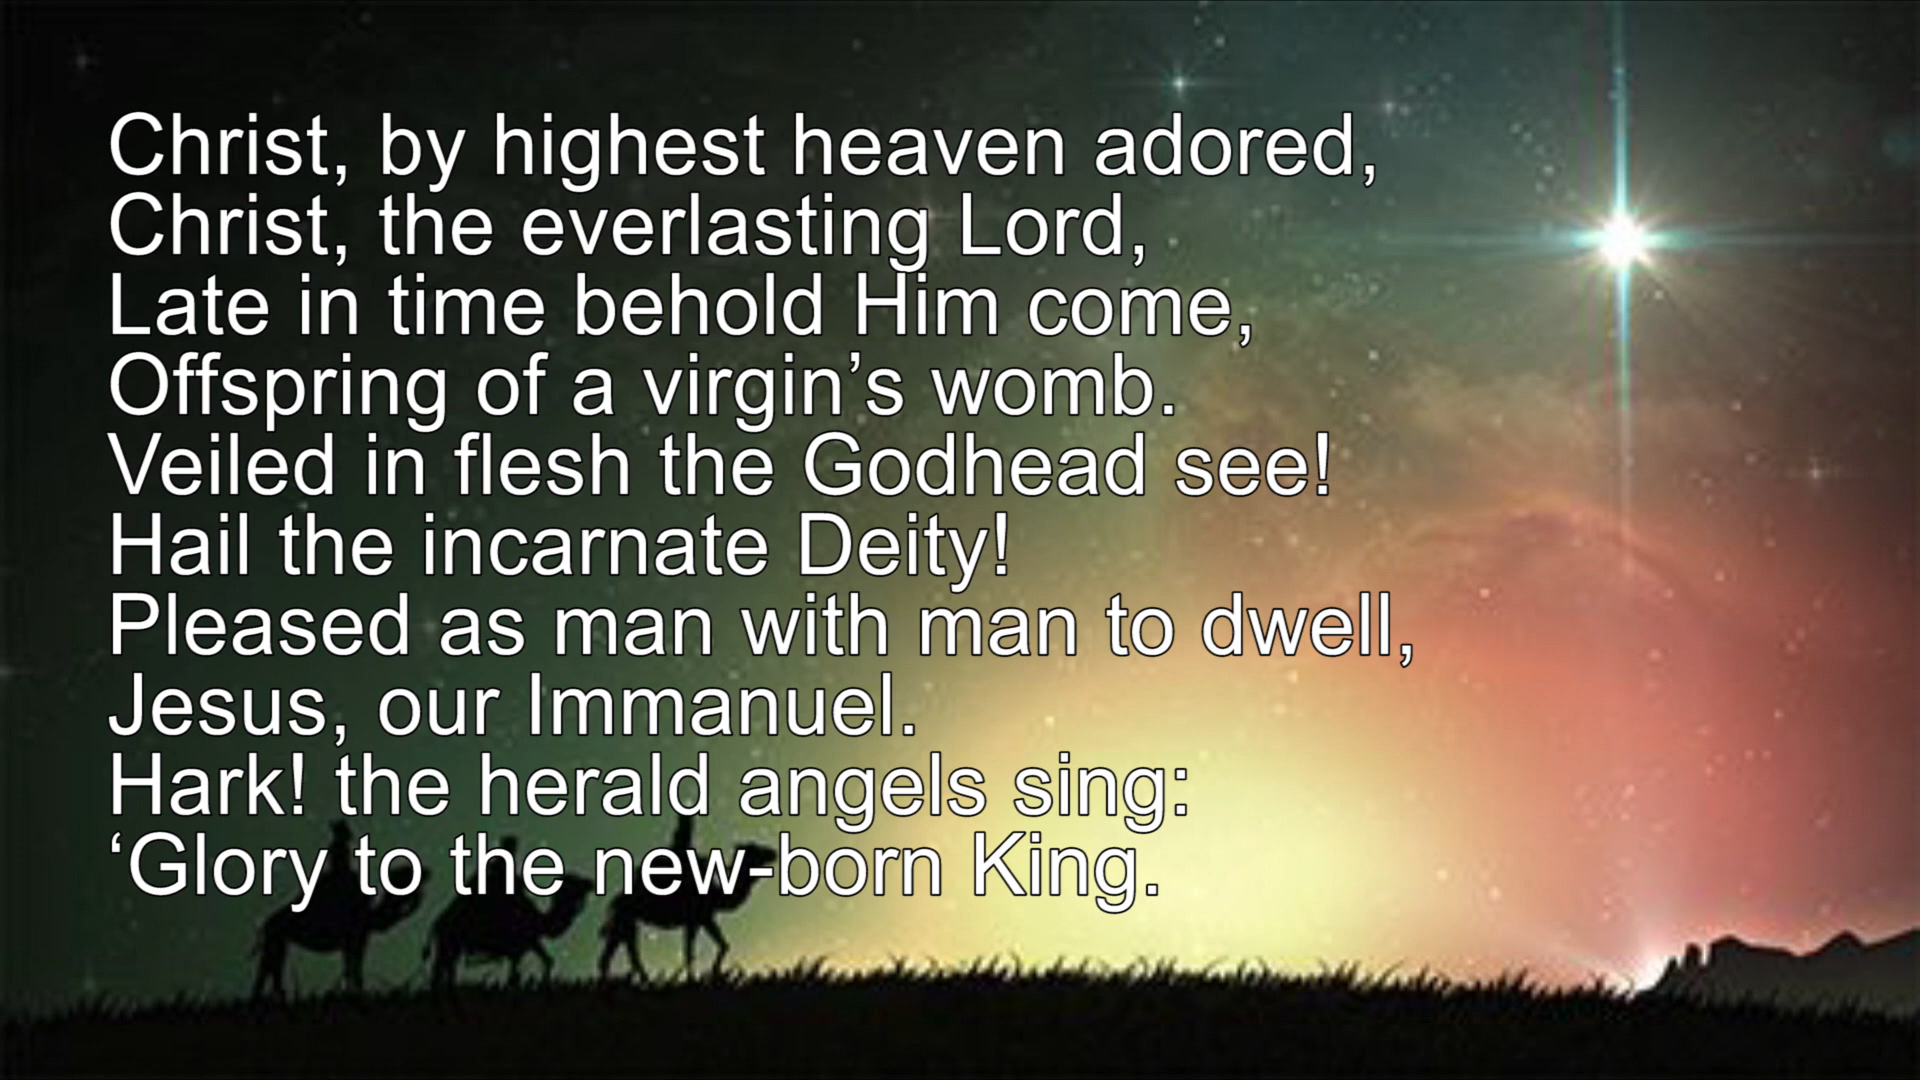 Christ, by highest heaven adored,
Christ, the everlasting Lord,
Late in time behold Him come,
Offspring of a virgin’s womb.
Veiled in flesh the Godhead see!
Hail the incarnate Deity!
Pleased as man with man to dwell,
Jesus, our Immanuel.
Hark! the herald angels sing:
‘Glory to the new-born King.